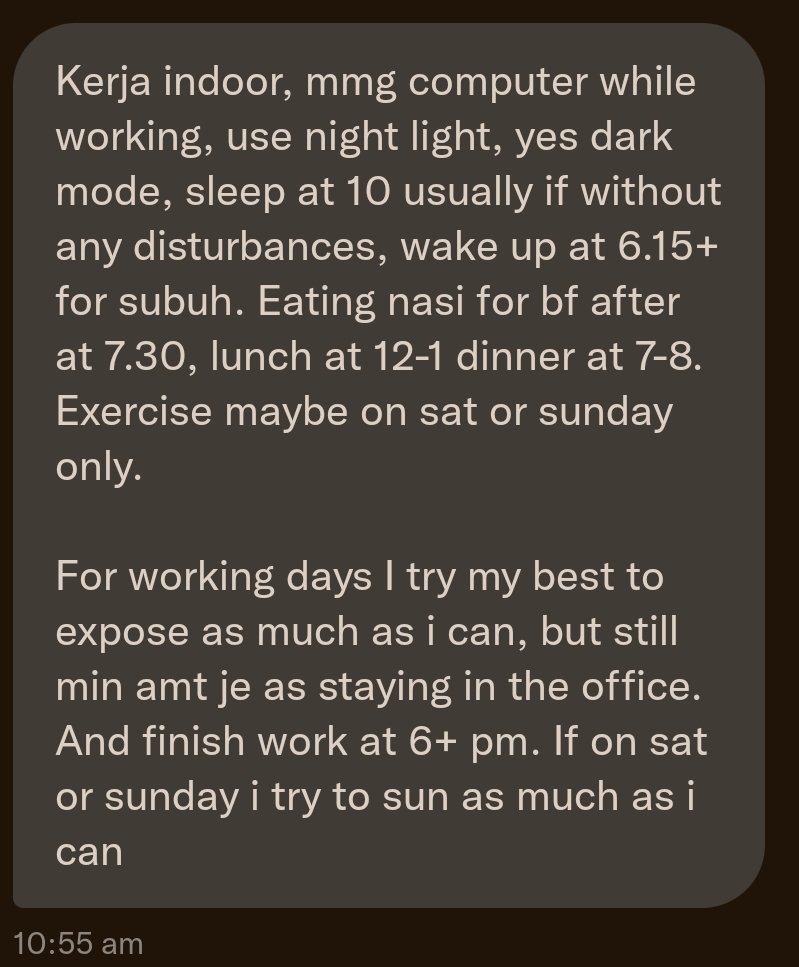 Kerja indoor, mmg computer while
working, use night light, yes dark
mode, sleep at 10 usually if without
any disturbances, wake up at 6.15+
for subuh. Eating nasi for bf after
at 7.30, lunch at 12-1 dinner at 7-8.
Exercise maybe on sat or sunday
only.

For working days I try my best to
expose as much as i can, but still
min amt je as staying in the office.
And finish work at 6+ pm. If on sat
or sunday i try to sun as much as i
can
10:55 am